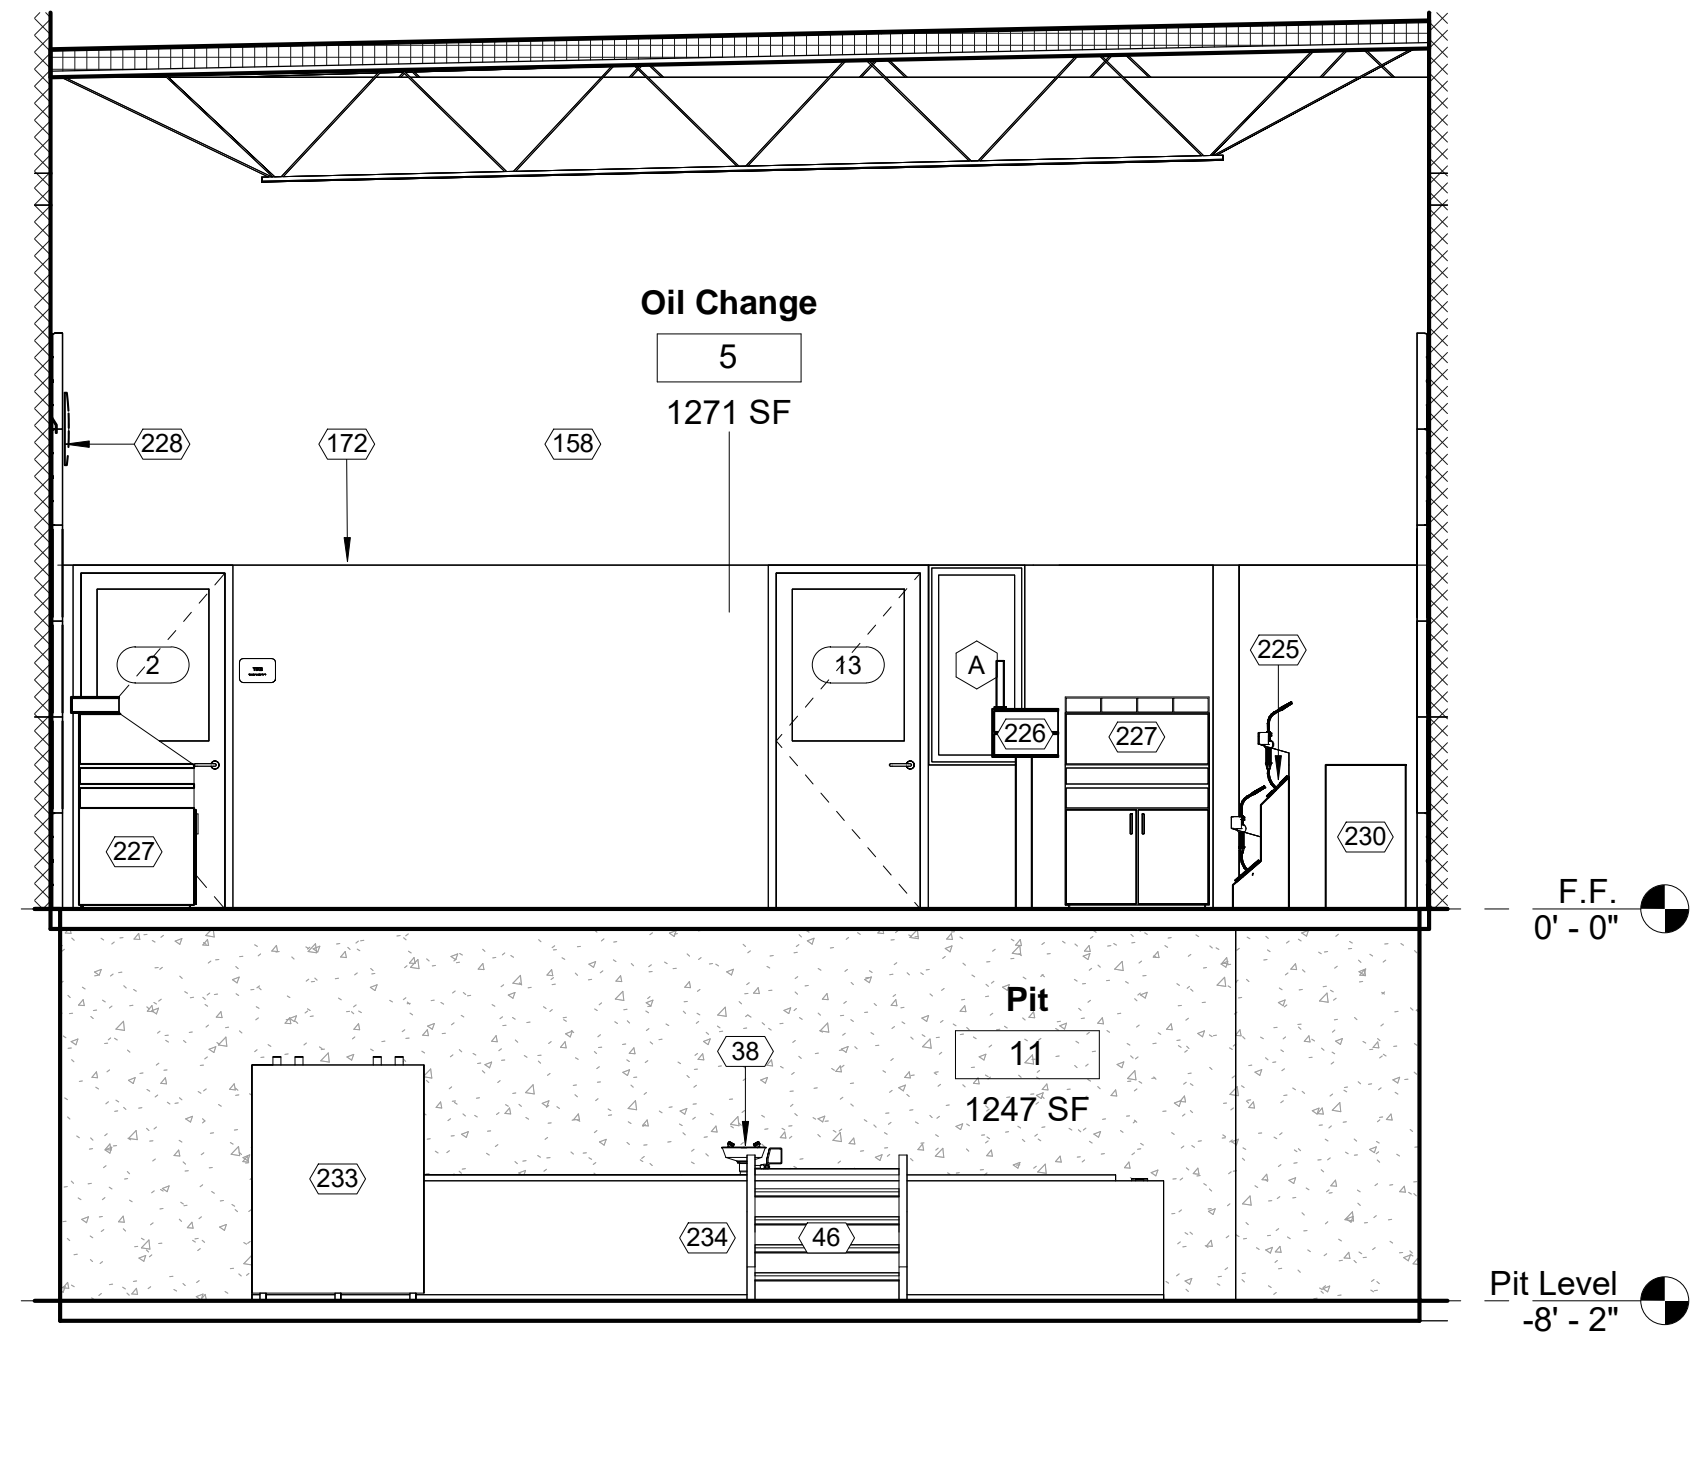 Oil Change
5
1271 SF
228
172
158
2
13
A
225
226
227
227
230
F.F.
0' - 0"
Pit
11
1247 SF
38
233
234
46
Pit Level
-8' - 2"